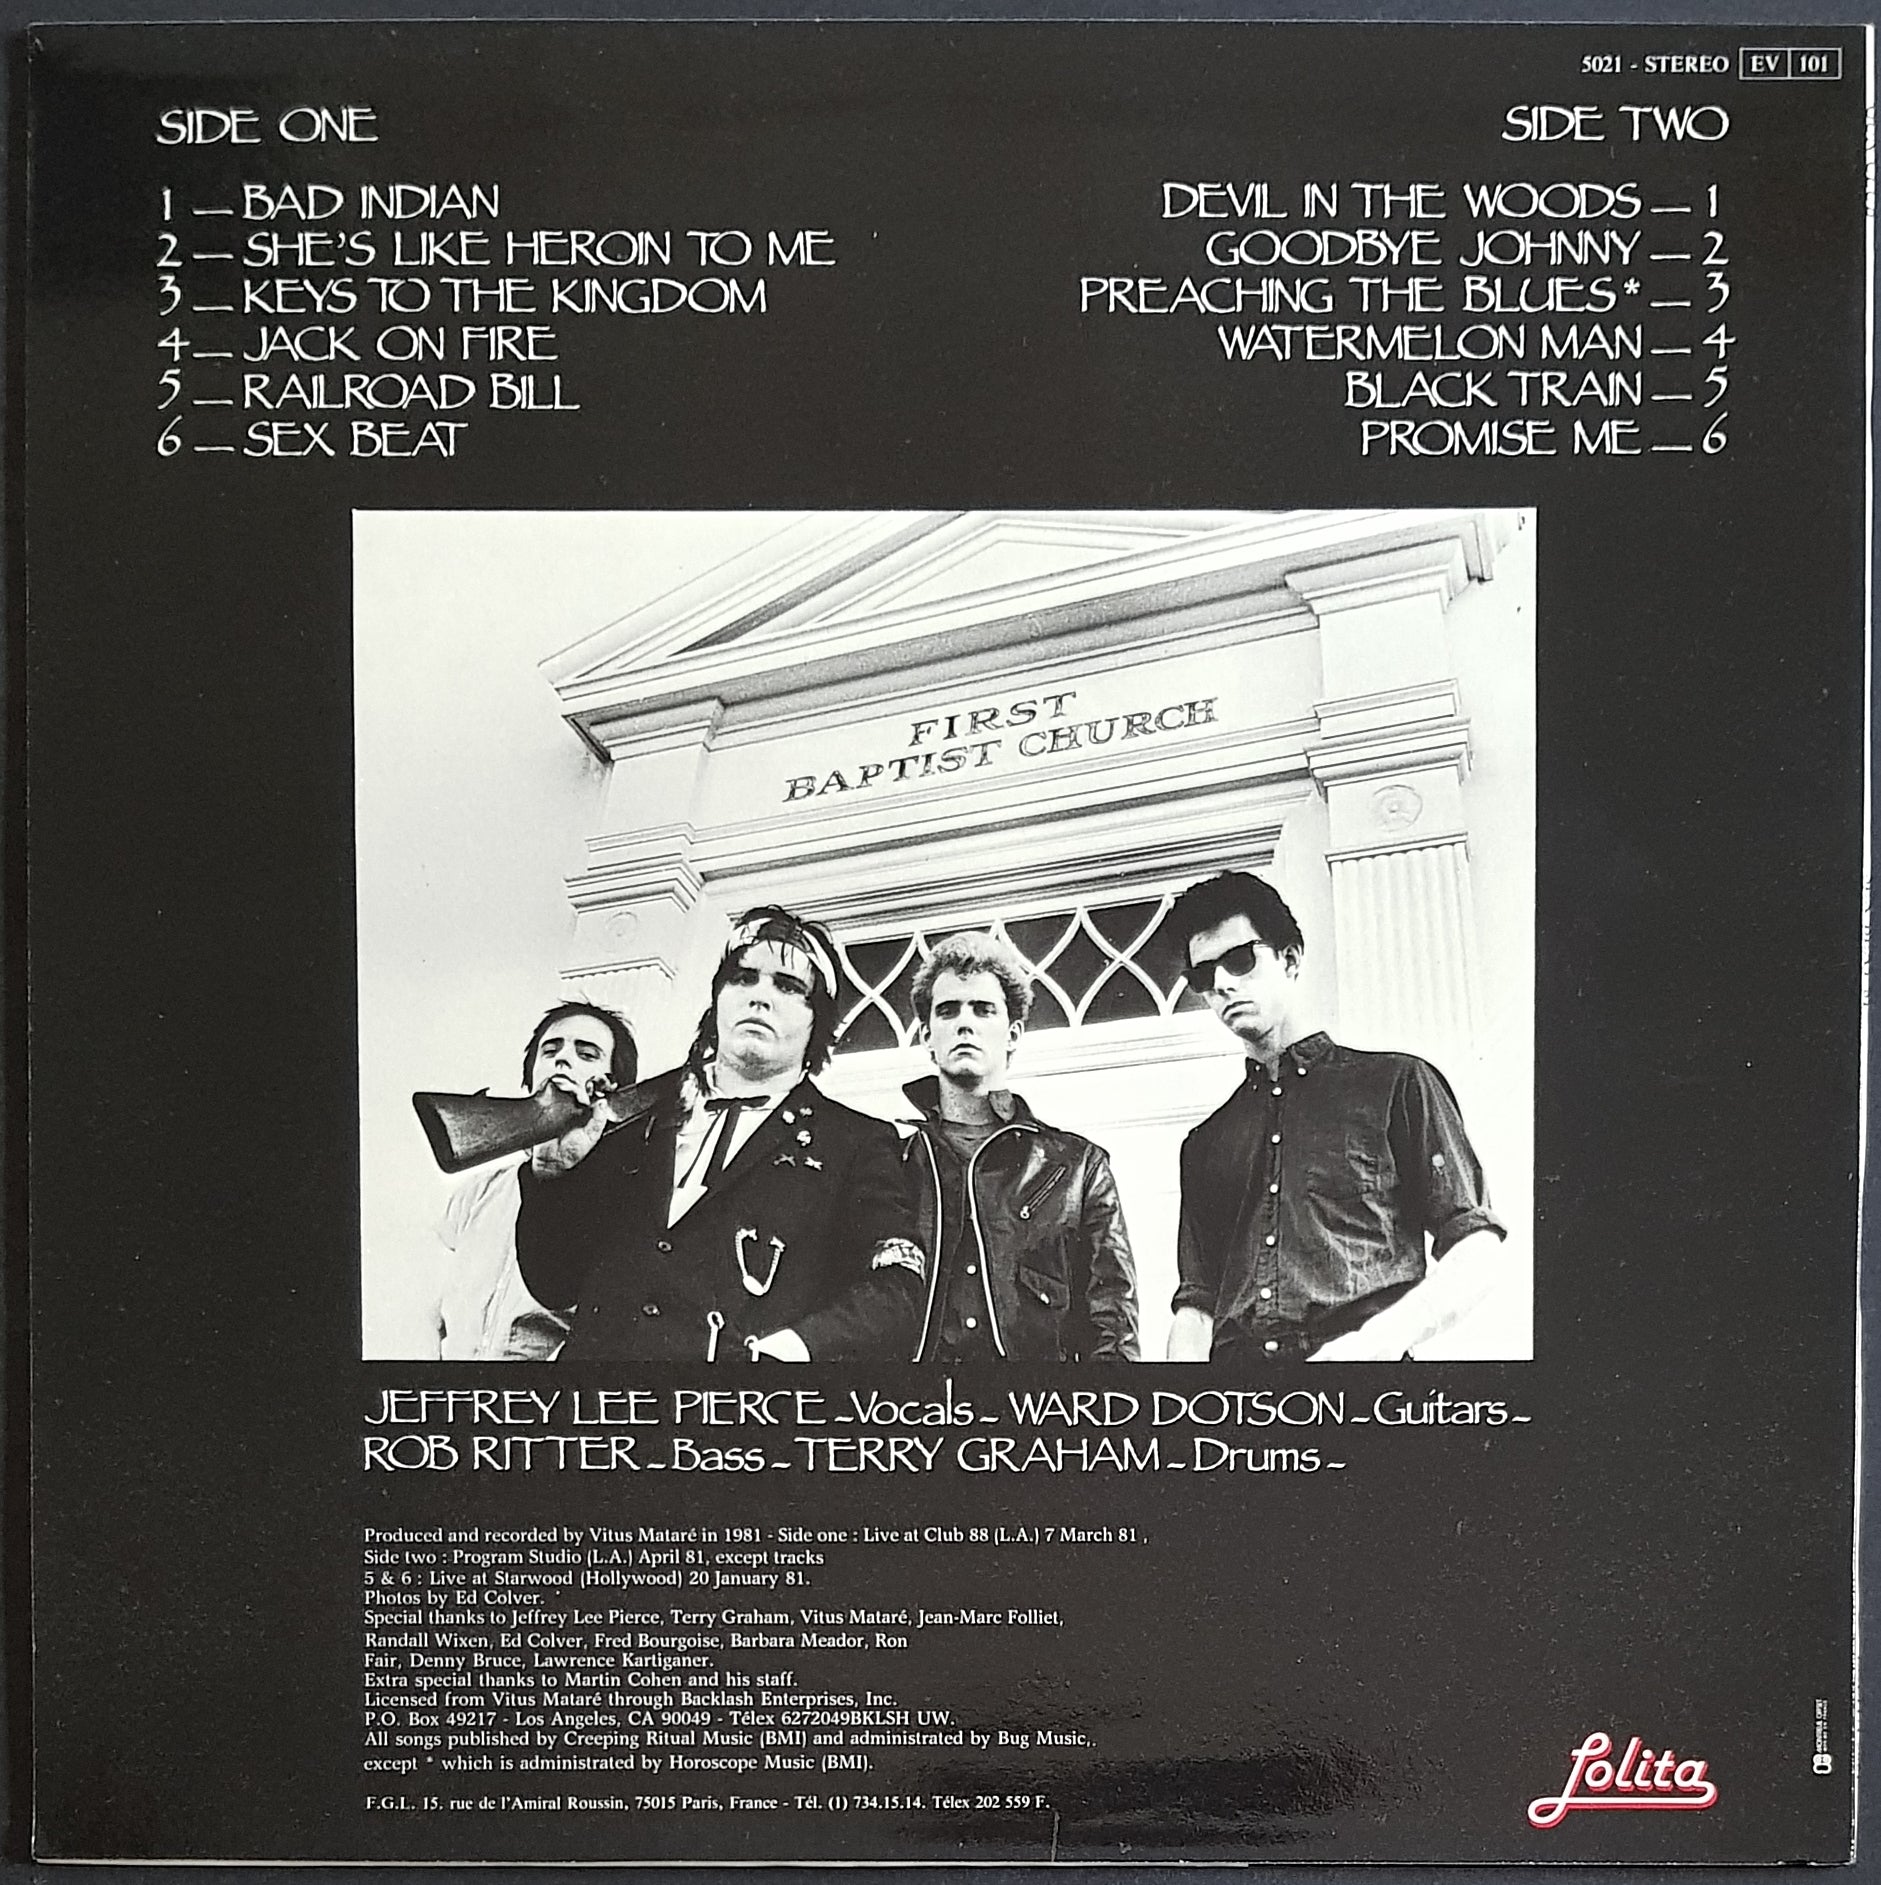 5021 - STEREO EV 101
SIDE ONE
1 — BAD INDIAN
2 — SHE'S LIKE HEROIN TO ME
3 — KEYS TO THE KINGDOM
4 — JACK ON FIRE
5 — RAILROAD BILL
6 — SEX BEAT
SIDE TWO
DEVIL IN THE WOODS — 1
GOODBYE JOHNNY — 2
PREACHING THE BLUES* — 3
WATERMELON MAN — 4
BLACK TRAIN — 5
PROMISE ME — 6
FIRST
BAPTIST CHURCH
JEFFREY LEE PIERCE - Vocals - WARD DOTSON - Guitars -
ROB RITTER - Bass - TERRY GRAHAM - Drums -
Produced and recorded by Vitus Mataré in 1981 - Side one : Live at Club 88 (L.A.) 7 March 81 ,
Side two : Program Studio (L.A.) April 81, except tracks
5 & 6 : Live at Starwood (Hollywood) 20 January 81.
Photos by Ed Colver.
Special thanks to Jeffrey Lee Pierce, Terry Graham, Vitus Mataré, Jean-Marc Folliet,
Randall Wixen, Ed Colver, Fred Bourgoise, Barbara Meador, Ron
Fair, Denny Bruce, Lawrence Kartiganer.
Extra special thanks to Martin Cohen and his staff.
Licensed from Vitus Mataré through Backlash Enterprises, Inc.
P.O. Box 49217 - Los Angeles, CA 90049 - Télex 6272049BKLSH UW.
All songs published by Creeping Ritual Music (BMI) and administrated by Bug Music,.
except * which is administrated by Horoscope Music (BMI).
F.G.L. 15. rue de l'Amiral Roussin, 75015 Paris, France - Tél. (1) 734.15.14. Télex 202 559 F.
Lolita